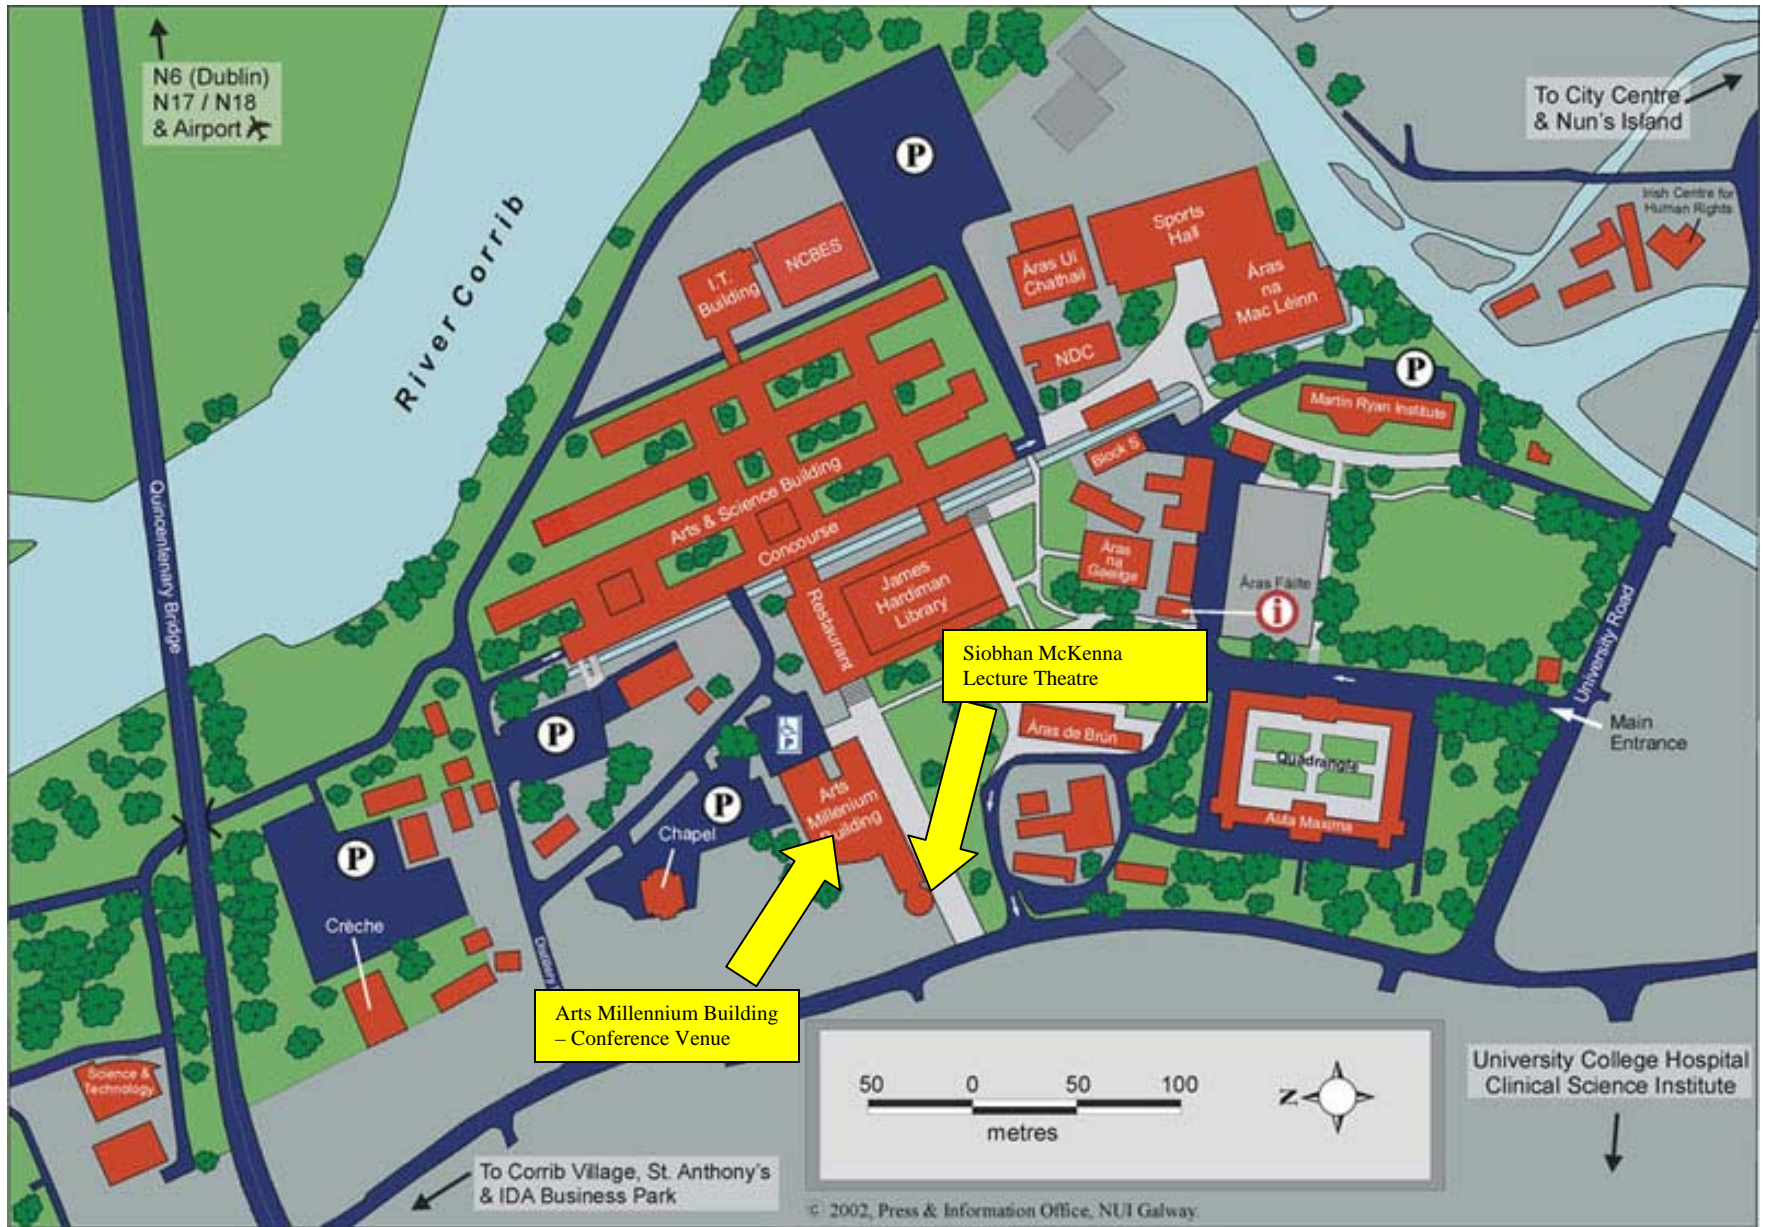 N6 (Dublin)
N17 / N18
& Airport
To City Centre
& Nun's Island
Irish Centre for
Human Rights
P
River Corrib
Sports
Hall
Áras Uí
Chathail
Áras
na
Mac Léinn
NCBES
I.T.
Building
NDC
P
Martin Ryan Institute
Block S
Arts & Science Building
Concourse
Quincentenary Bridge
Áras
na
Gaeilge
James
Hardiman
Library
Restaurant
Áras Fáilte
i
University Road
Siobhan McKenna
Lecture Theatre
Main
Entrance
P
Áras de Brún
Quadrangle
Arts
Millenium
Building
P
Chapel
Aula Maxima
P
Crèche
Arts Millennium Building
– Conference Venue
Science &
Technology
50 0 50 100
metres
N
University College Hospital
Clinical Science Institute
To Corrib Village, St. Anthony's
& IDA Business Park
© 2002, Press & Information Office, NUI Galway.